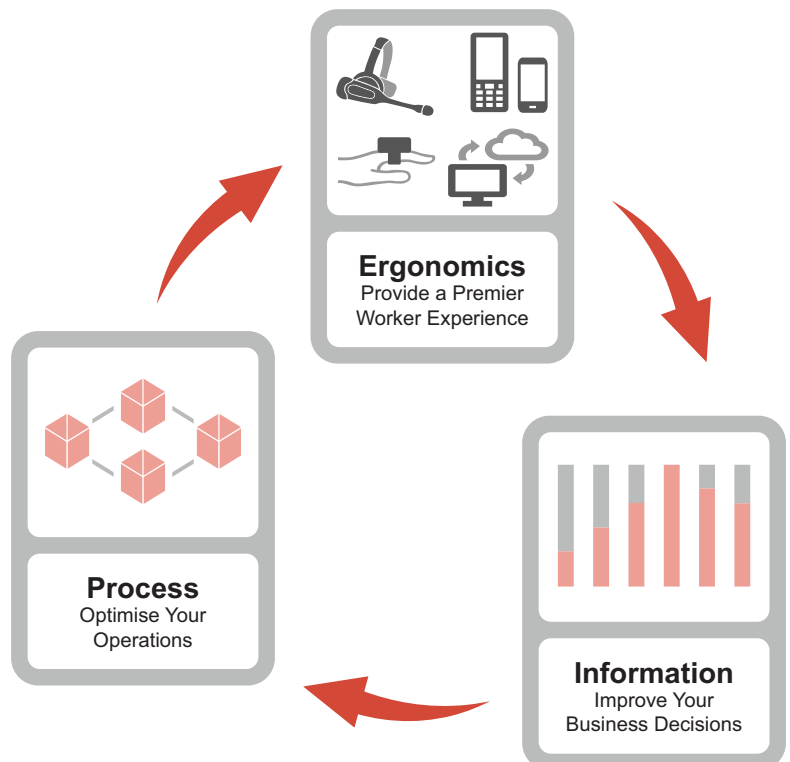 Ergonomics
Provide a Premier
Worker Experience
Process
Optimise Your
Operations
Information
Improve Your
Business Decisions